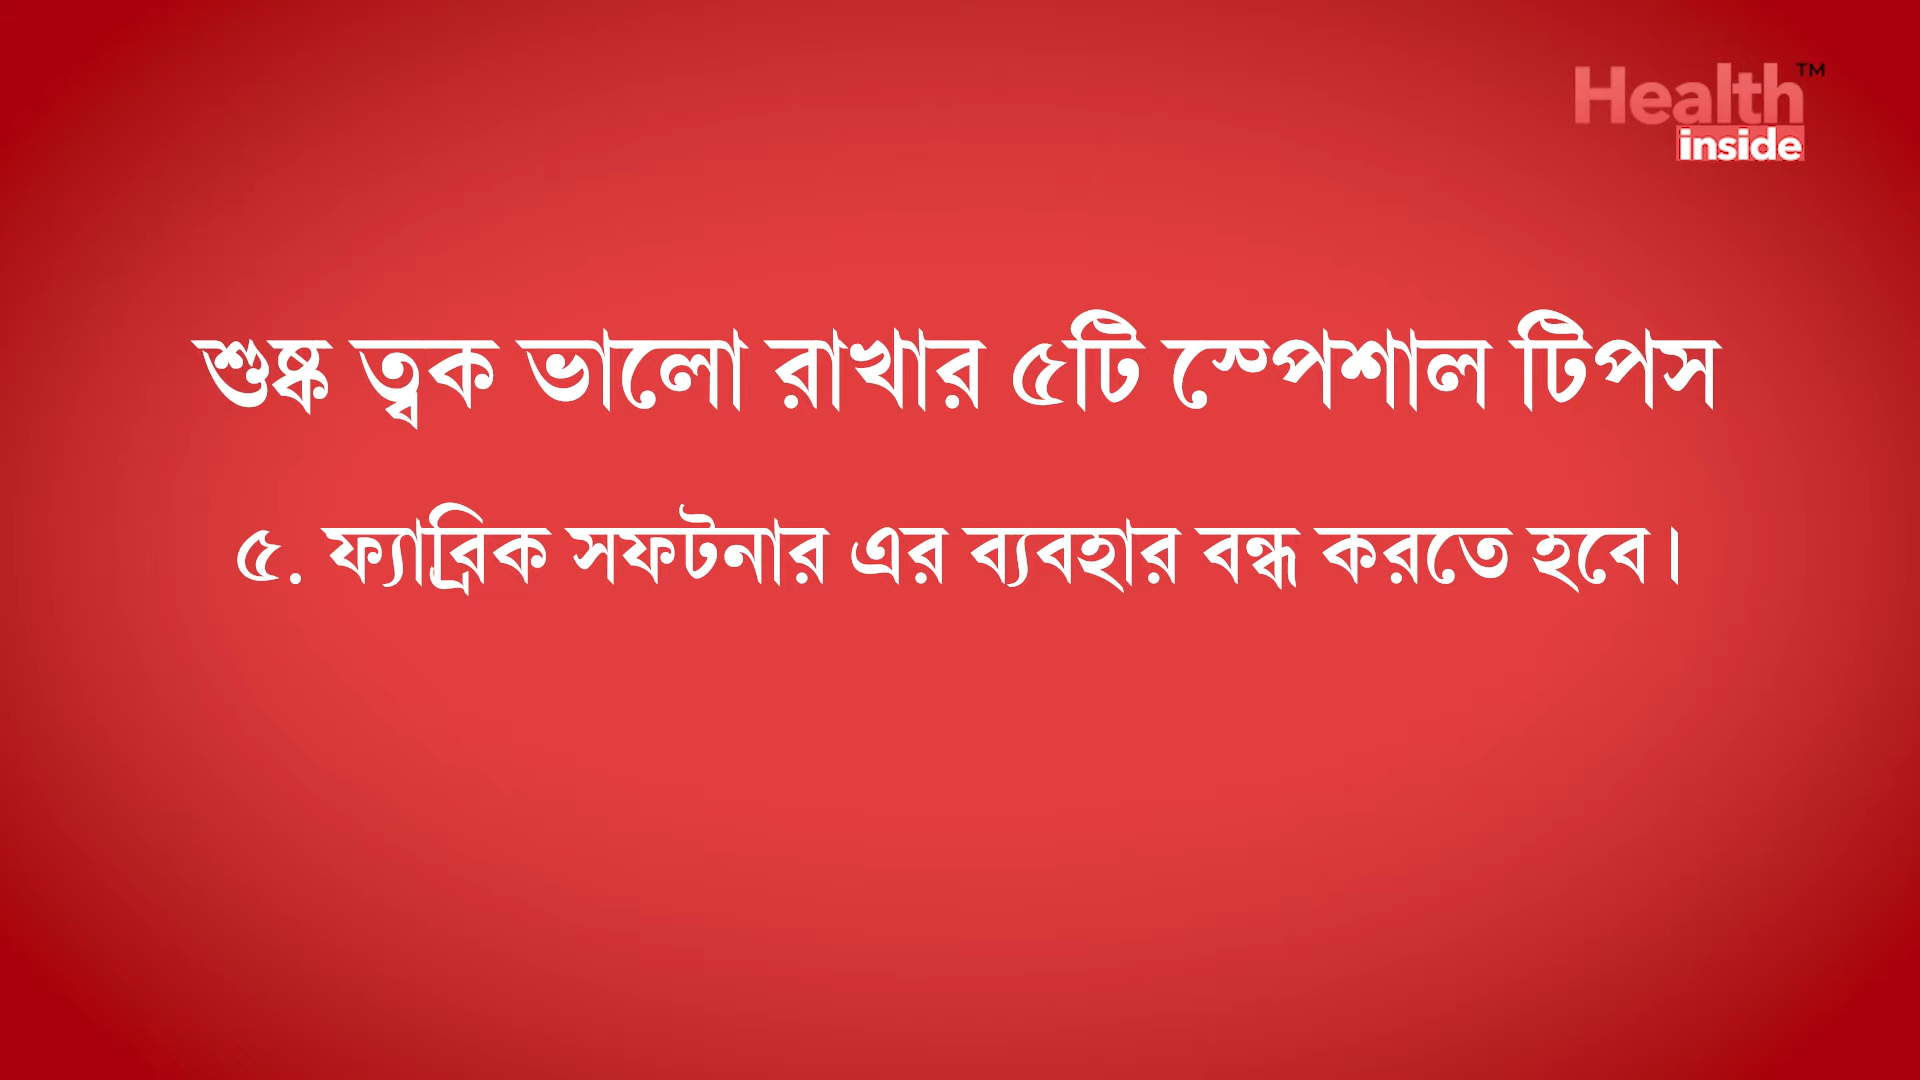 Health™
inside
শুষ্ক ত্বক ভালো রাখার ৫টি স্পেশাল টিপস
৫. ফ্যাব্রিক সফটনার এর ব্যবহার বন্ধ করতে হবে।